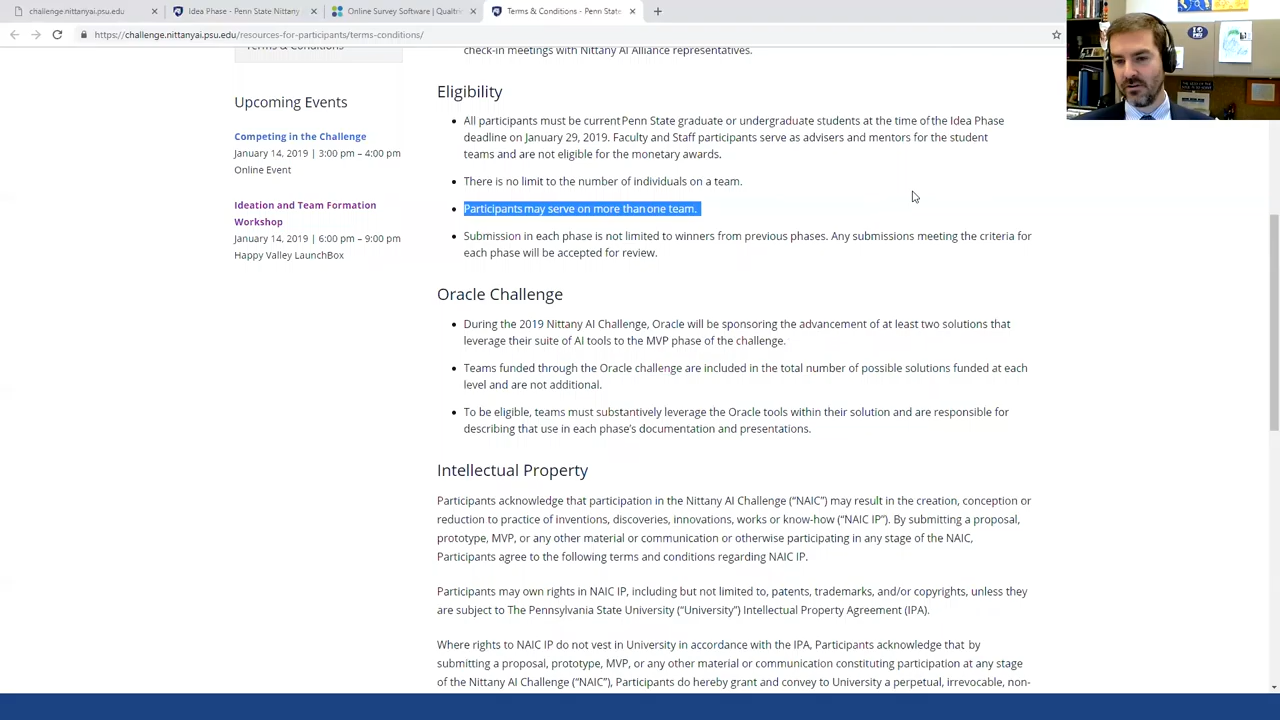 challenge.nittanyai.psu.edu
Idea Phase - Penn State Nittany
Online Survey Software | Qualtri
Terms & Conditions - Penn State
https://challenge.nittanyai.psu.edu/resources-for-participants/terms-conditions/
Terms & Conditions
Upcoming Events
Competing in the Challenge
January 14, 2019 | 3:00 pm – 4:00 pm
Online Event
Ideation and Team Formation
Workshop
January 14, 2019 | 6:00 pm – 9:00 pm
Happy Valley LaunchBox
check-in meetings with Nittany AI Alliance representatives.
Eligibility
• All participants must be current Penn State graduate or undergraduate students at the time of the Idea Phase
deadline on January 29, 2019. Faculty and Staff participants serve as advisers and mentors for the student
teams and are not eligible for the monetary awards.
• There is no limit to the number of individuals on a team.
• Participants may serve on more than one team.
• Submission in each phase is not limited to winners from previous phases. Any submissions meeting the criteria for
each phase will be accepted for review.
Oracle Challenge
• During the 2019 Nittany AI Challenge, Oracle will be sponsoring the advancement of at least two solutions that
leverage their suite of AI tools to the MVP phase of the challenge.
• Teams funded through the Oracle challenge are included in the total number of possible solutions funded at each
level and are not additional.
• To be eligible, teams must substantively leverage the Oracle tools within their solution and are responsible for
describing that use in each phase's documentation and presentations.
Intellectual Property
Participants acknowledge that participation in the Nittany AI Challenge (“NAIC”) may result in the creation, conception or
reduction to practice of inventions, discoveries, innovations, works or know-how (“NAIC IP”). By submitting a proposal,
prototype, MVP, or any other material or communication or otherwise participating in any stage of the NAIC,
Participants agree to the following terms and conditions regarding NAIC IP.
Participants may own rights in NAIC IP, including but not limited to, patents, trademarks, and/or copyrights, unless they
are subject to The Pennsylvania State University (“University”) Intellectual Property Agreement (IPA).
Where rights to NAIC IP do not vest in University in accordance with the IPA, Participants acknowledge that by
submitting a proposal, prototype, MVP, or any other material or communication constituting participation at any stage
of the Nittany AI Challenge (“NAIC”), Participants do hereby grant and convey to University a perpetual, irrevocable, non-